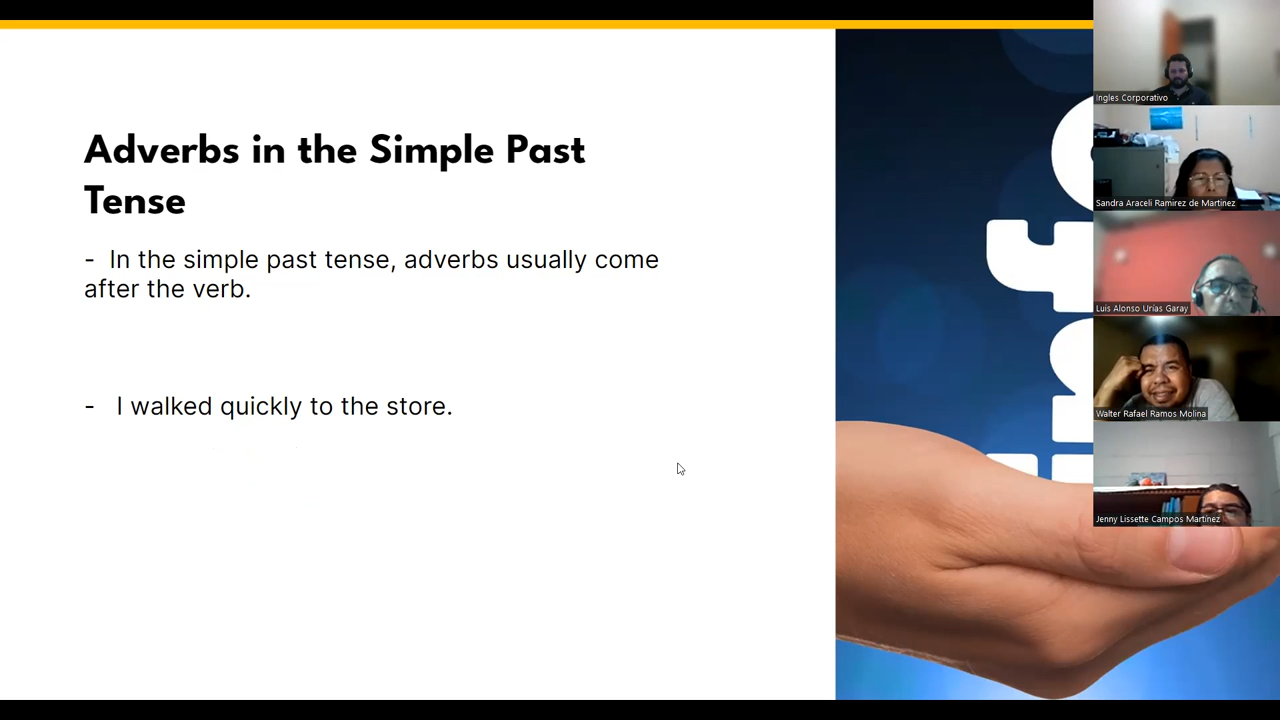 Adverbs in the Simple Past
Tense
- In the simple past tense, adverbs usually come
after the verb.
- I walked quickly to the store.
Ingles Corporativo
Sandra Araceli Ramirez de Martinez
Luis Alonso Urías Garay
Walter Rafael Ramos Molina
Jenny Lissette Campos Martínez